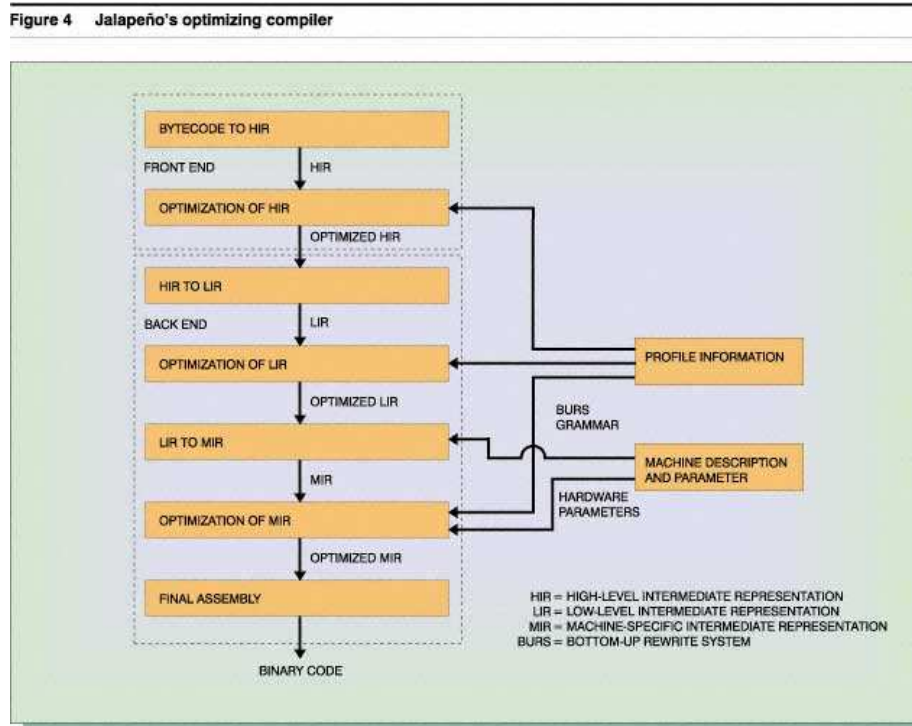 Figure 4 Jalapeño's optimizing compiler
BYTECODE TO HIR
FRONT END
HIR
OPTIMIZATION OF HIR
OPTIMIZED HIR
HIR TO LIR
BACK END
LIR
OPTIMIZATION OF LIR
OPTIMIZED LIR
LIR TO MIR
MIR
OPTIMIZATION OF MIR
OPTIMIZED MIR
FINAL ASSEMBLY
BINARY CODE
PROFILE INFORMATION
BURS
GRAMMAR
MACHINE DESCRIPTION
AND PARAMETER
HARDWARE
PARAMETERS
HIR = HIGH-LEVEL INTERMEDIATE REPRESENTATION
LIR = LOW-LEVEL INTERMEDIATE REPRESENTATION
MIR = MACHINE-SPECIFIC INTERMEDIATE REPRESENTATION
BURS = BOTTOM-UP REWRITE SYSTEM